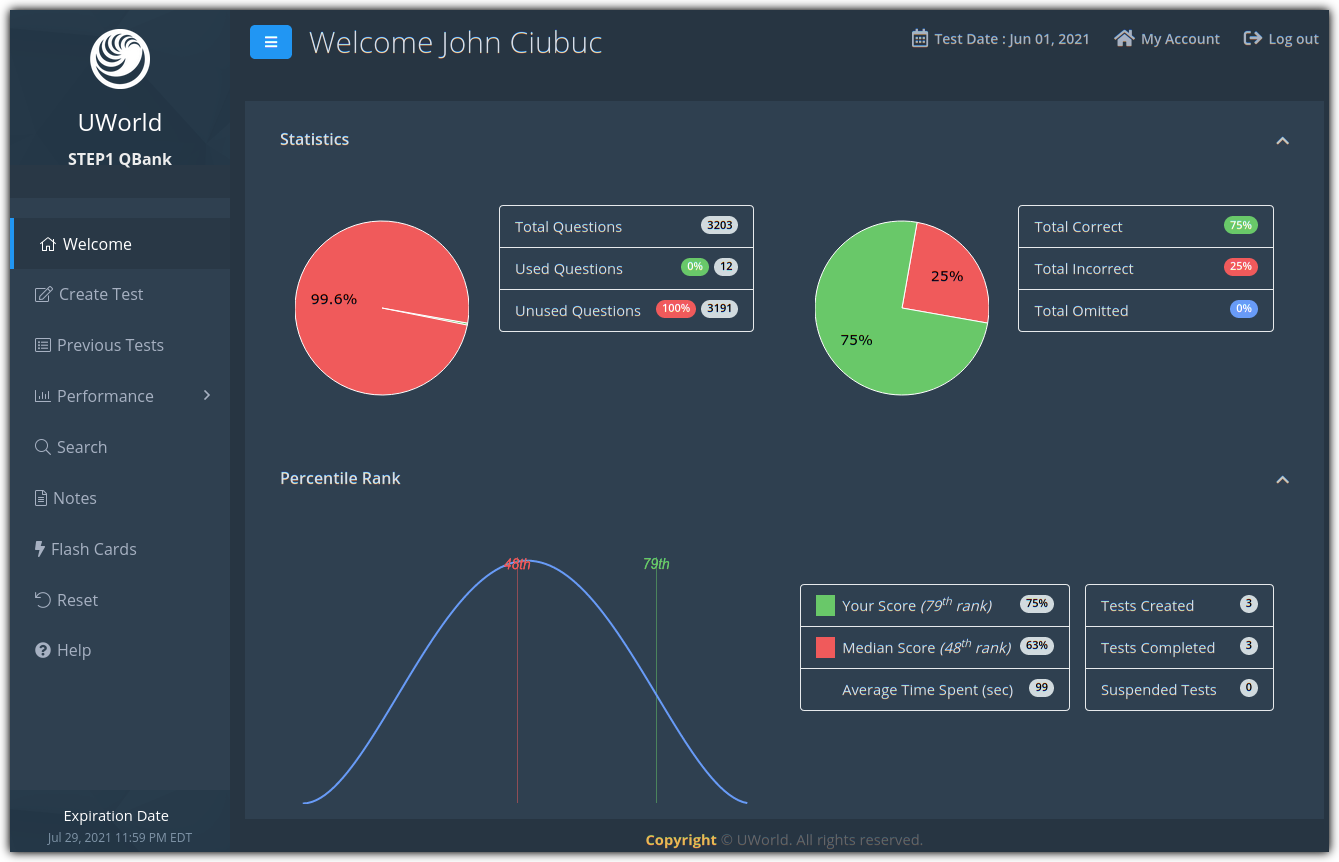 UWorld
STEP1 QBank
Welcome
Create Test
Previous Tests
Performance
Search
Notes
Flash Cards
Reset
Help
Expiration Date
Jul 29, 2021 11:59 PM EDT
Welcome John Ciubuc
Test Date : Jun 01, 2021 My Account Log out
Statistics
99.6%
Total Questions 3203
Used Questions 0% 12
Unused Questions 100% 3191
25%
75%
Total Correct 75%
Total Incorrect 25%
Total Omitted 0%
Percentile Rank
48th
79th
Your Score (79th rank) 75%
Median Score (48th rank) 63%
Average Time Spent (sec) 99
Tests Created 3
Tests Completed 3
Suspended Tests 0
Copyright © UWorld. All rights reserved.